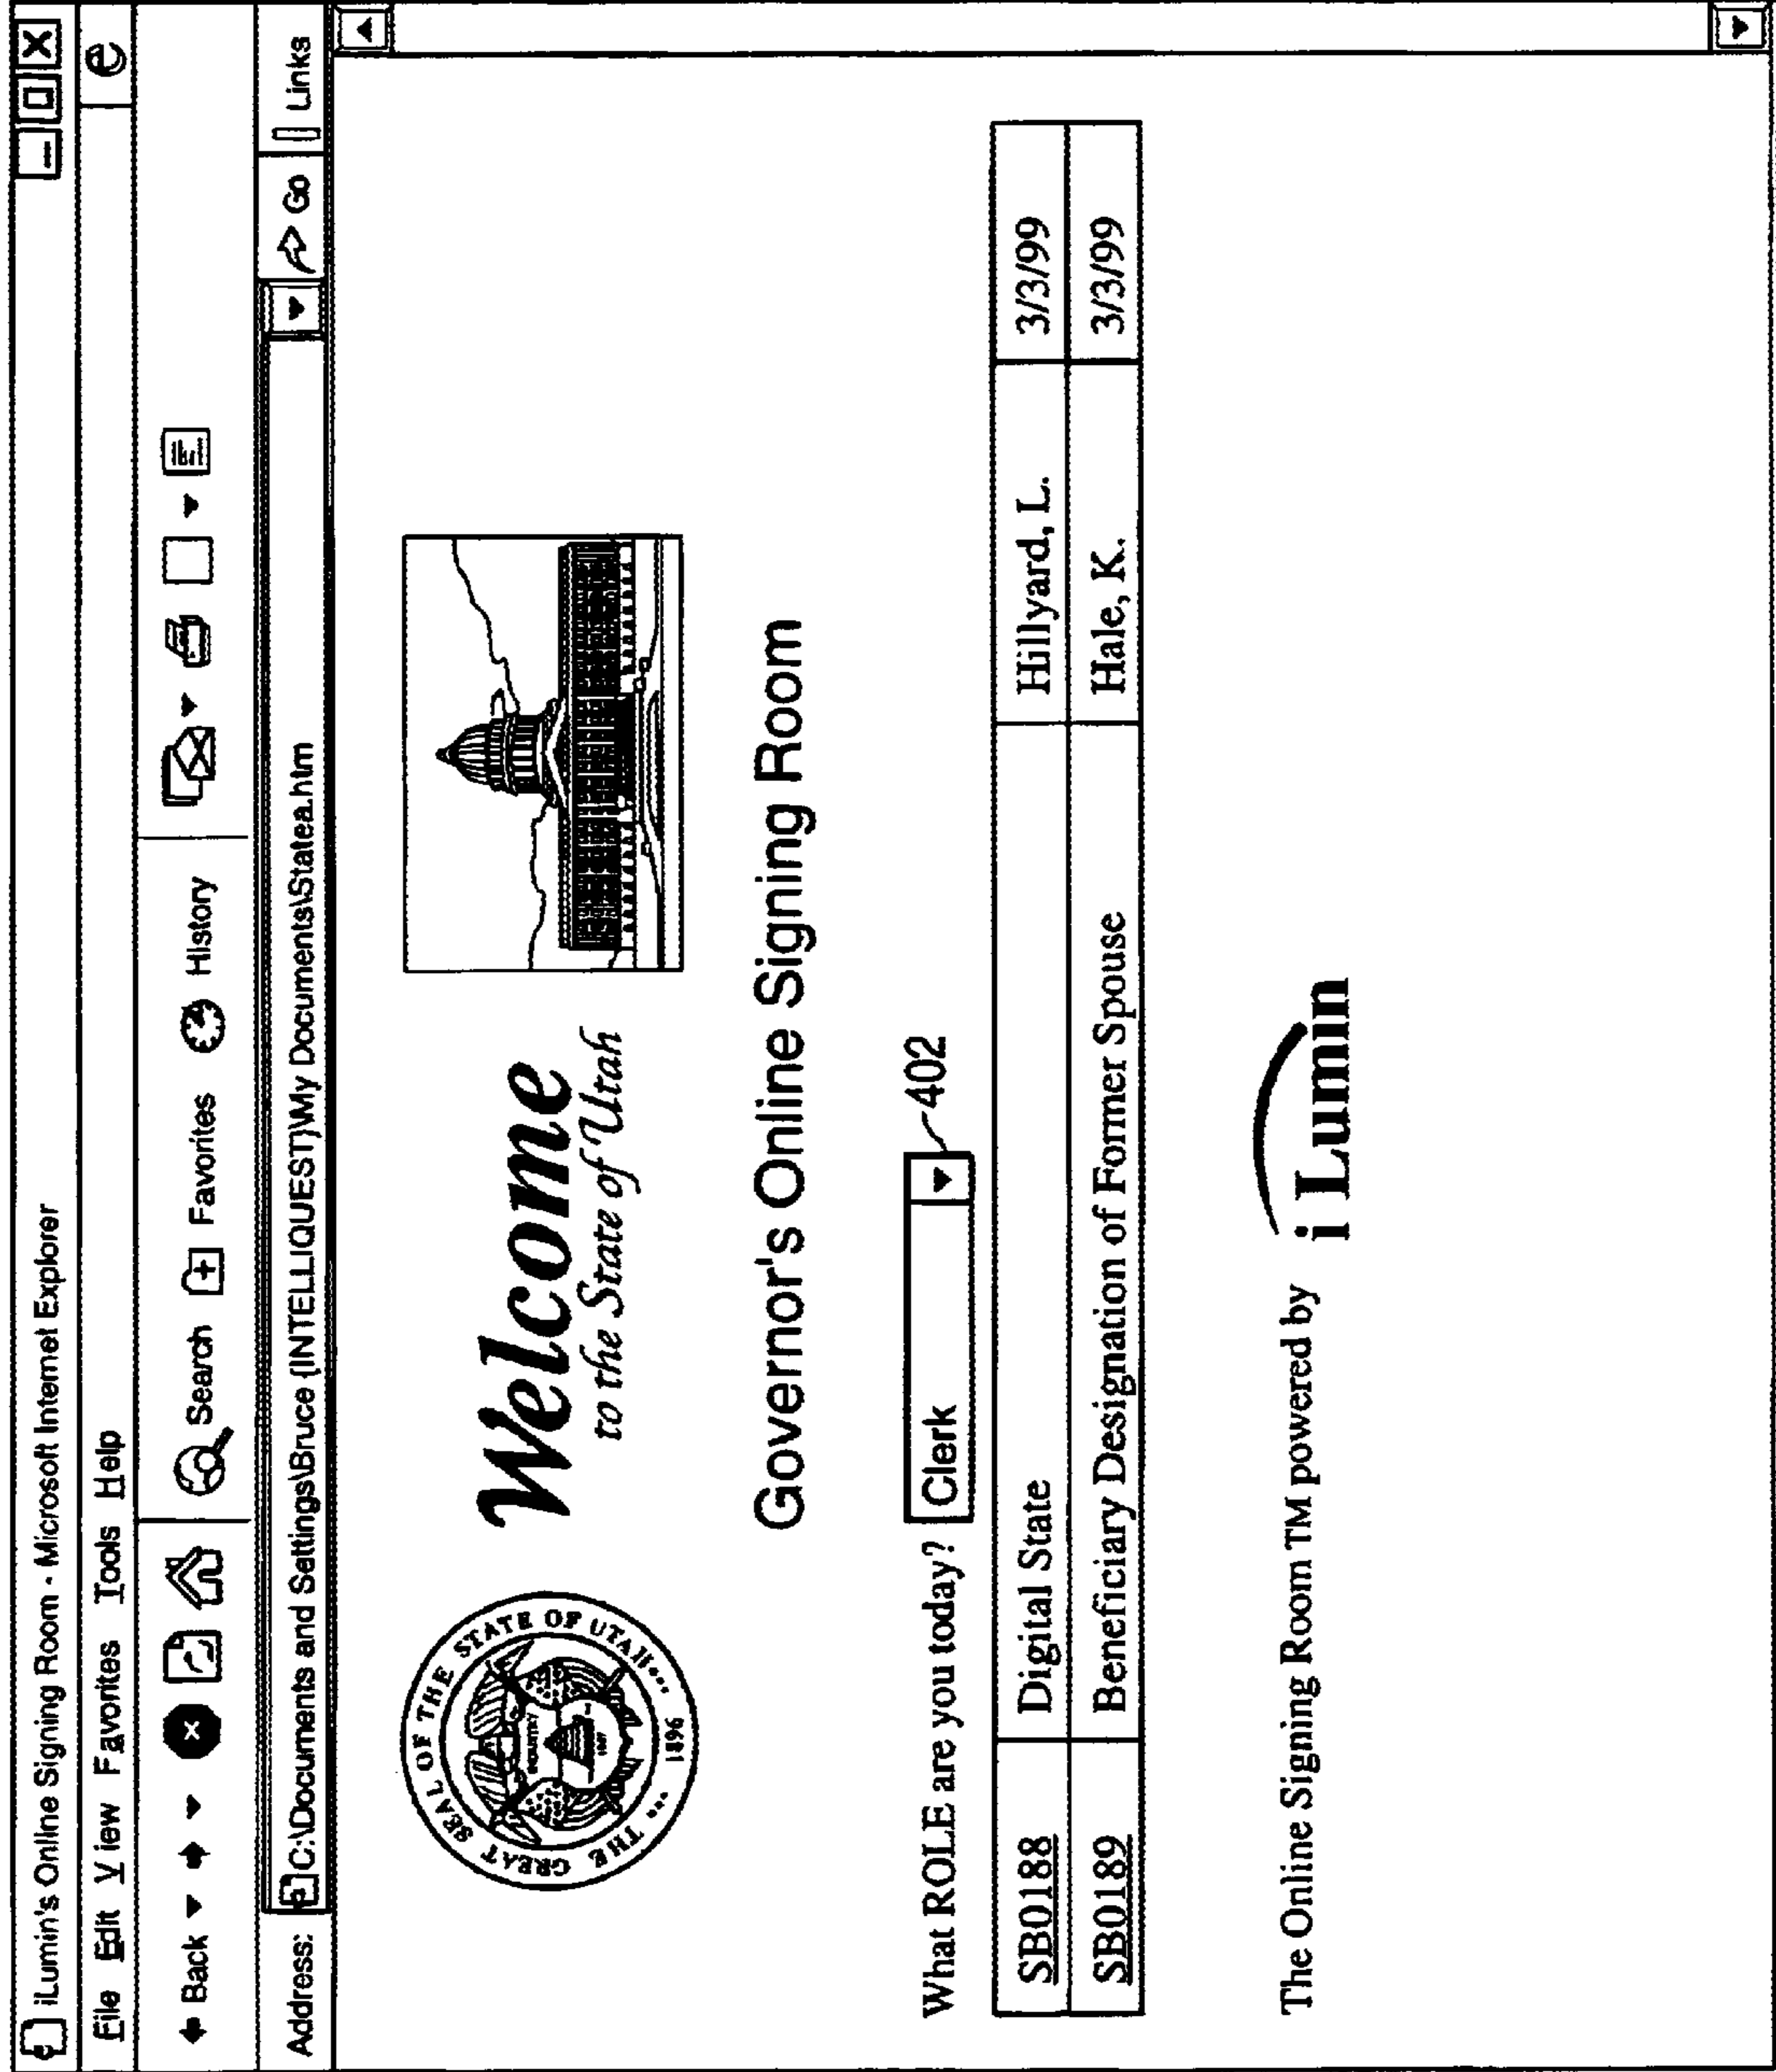 iLumin's Online Signing Room - Microsoft Internet Explorer
File Edit View Favorites Tools Help
Back Search Favorites History
Address: C:\Documents and Settings\Bruce {INTELLIQUEST}\My Documents\Statea.htm Go Links
THE GREAT SEAL OF THE STATE OF UTAH
1896
INDUSTRY
1847
Welcome
to the State of Utah
Governor's Online Signing Room
What ROLE are you today? Clerk 402
SB0188 Digital State Hillyard, L. 3/3/99
SB0189 Beneficiary Designation of Former Spouse Hale, K. 3/3/99
The Online Signing Room TM powered by i Lumin